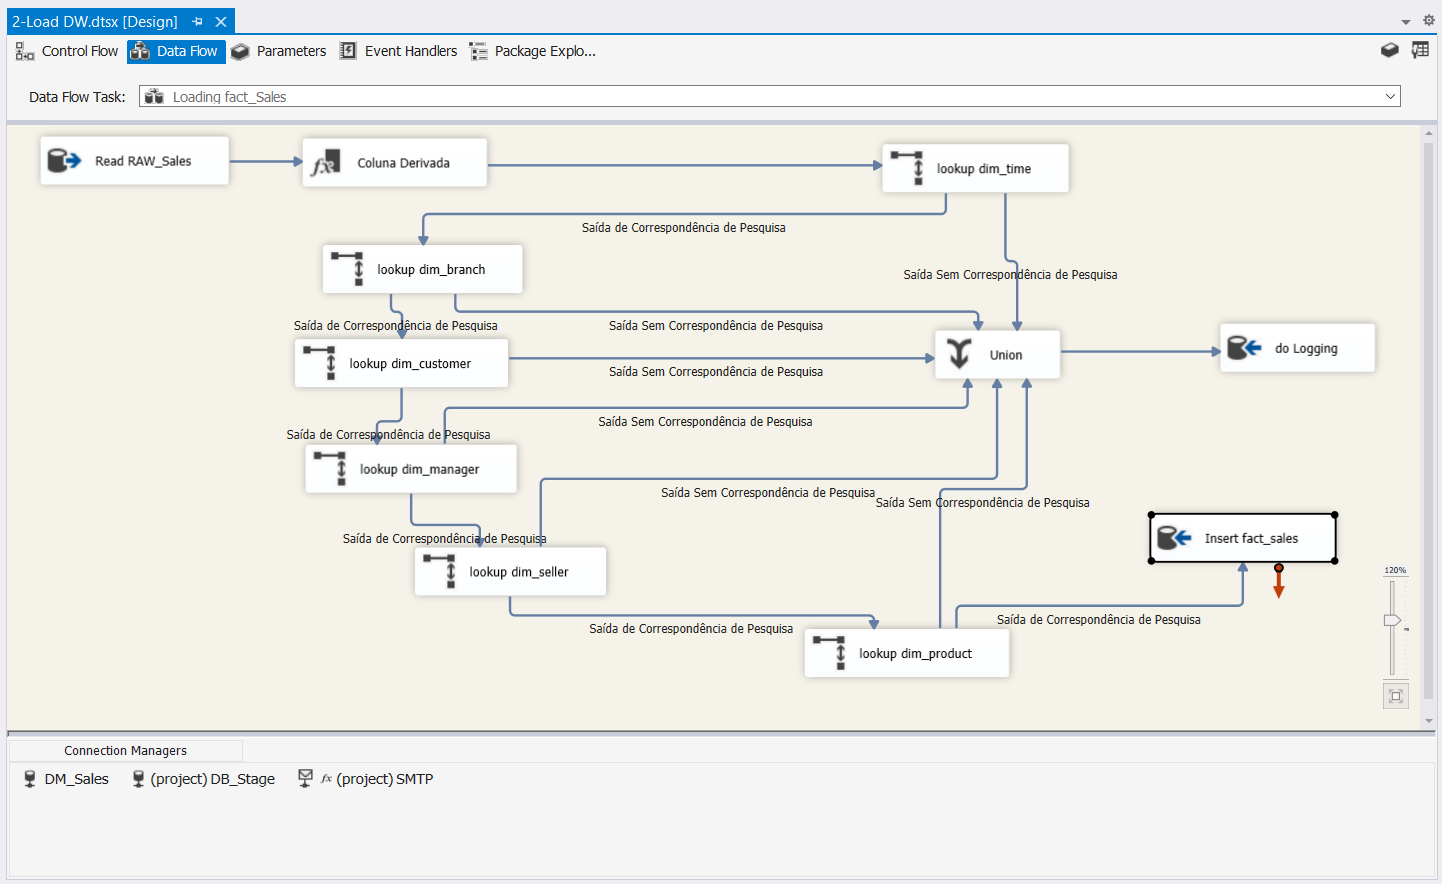 2-Load DW.dtsx [Design]
Control Flow
Data Flow
Parameters
Event Handlers
Package Explo...
Data Flow Task:
Loading fact_Sales
Read RAW_Sales
Coluna Derivada
lookup dim_time
Saída de Correspondência de Pesquisa
lookup dim_branch
Saída Sem Correspondência de Pesquisa
Saída de Correspondência de Pesquisa
Saída Sem Correspondência de Pesquisa
lookup dim_customer
Saída Sem Correspondência de Pesquisa
Union
do Logging
Saída de Correspondência de Pesquisa
Saída Sem Correspondência de Pesquisa
lookup dim_manager
Saída Sem Correspondência de Pesquisa
Saída Sem Correspondência de Pesquisa
Saída de Correspondência de Pesquisa
Insert fact_sales
lookup dim_seller
120%
Saída de Correspondência de Pesquisa
Saída de Correspondência de Pesquisa
lookup dim_product
Connection Managers
DM_Sales
(project) DB_Stage
fx (project) SMTP